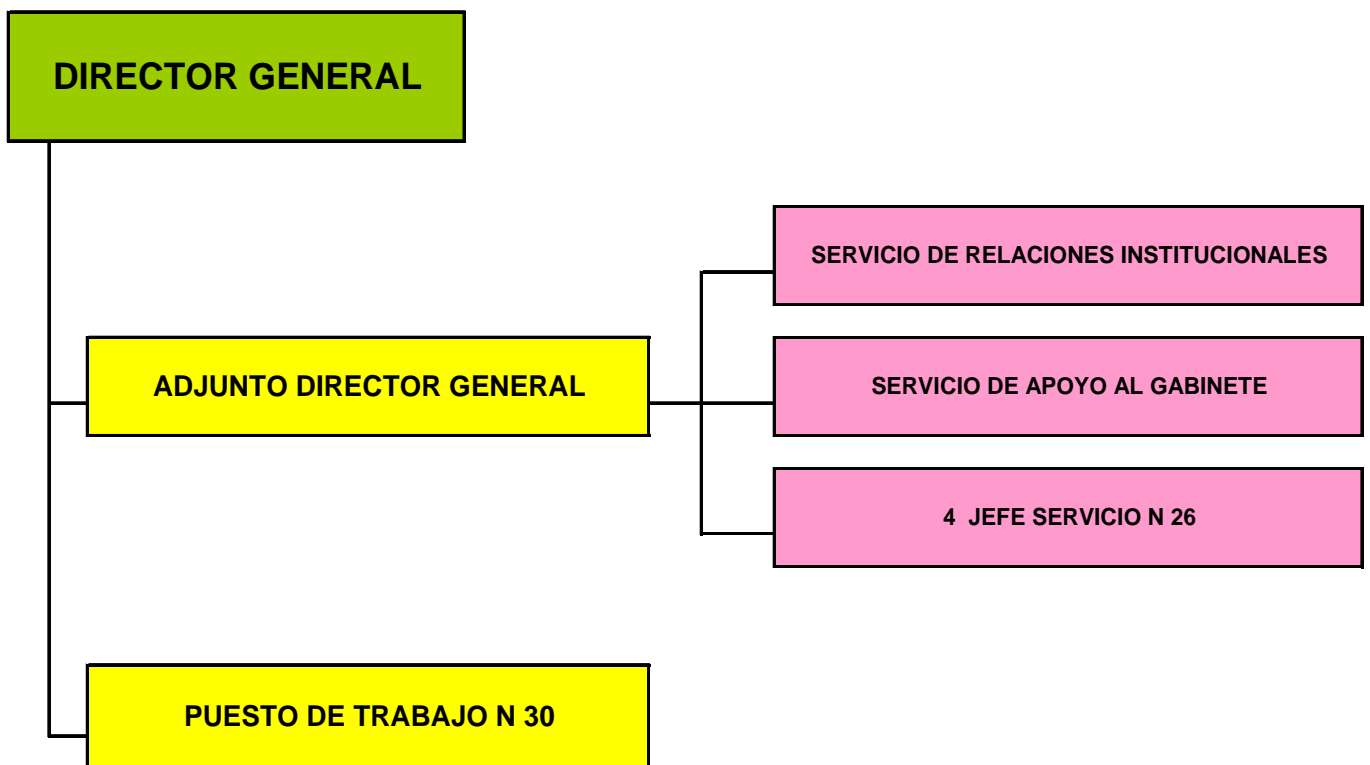 DIRECTOR GENERAL
SERVICIO DE RELACIONES INSTITUCIONALES
ADJUNTO DIRECTOR GENERAL
SERVICIO DE APOYO AL GABINETE
4 JEFE SERVICIO N 26
PUESTO DE TRABAJO N 30